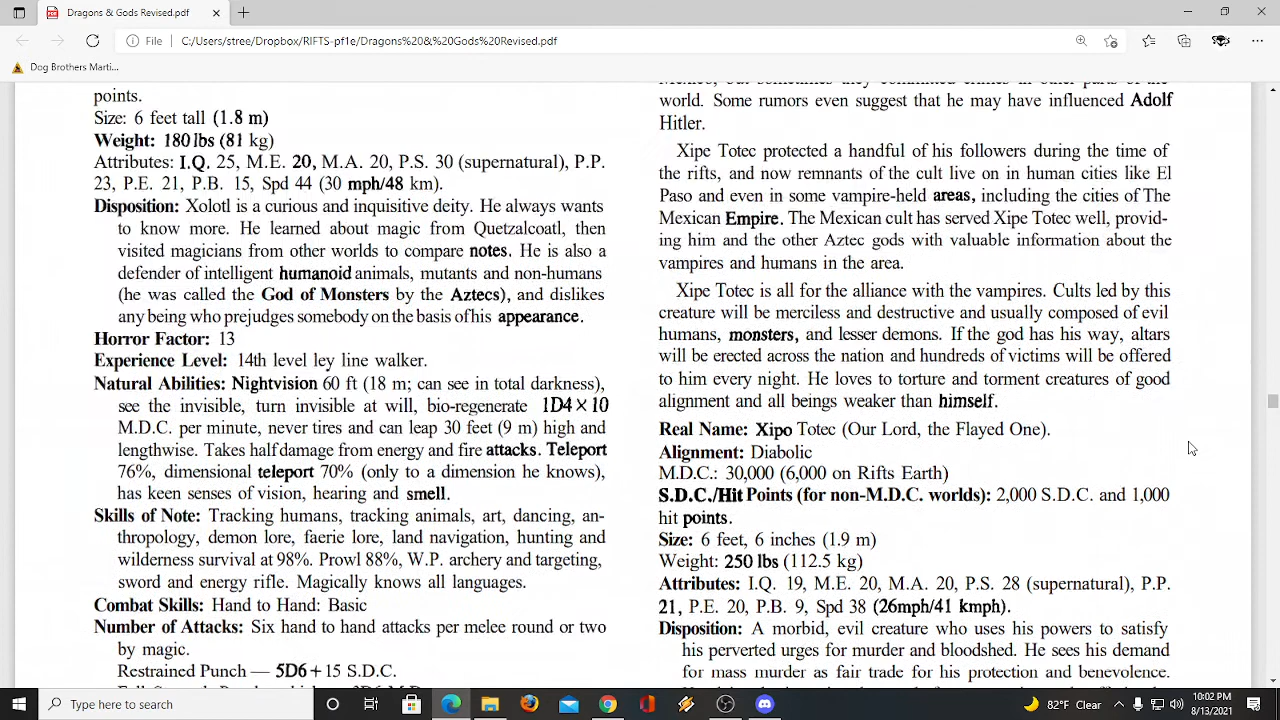 Dragons & Gods Revised.pdf
File
C:/Users/stree/Dropbox/RIFTS-pf1e/Dragons%20&%20Gods%20Revised.pdf
Dog Brothers Marti...
points.
Size: 6 feet tall (1.8 m)
Weight: 180 lbs (81 kg)
Attributes: I.Q. 25, M.E. 20, M.A. 20, P.S. 30 (supernatural), P.P.
23, P.E. 21, P.B. 15, Spd 44 (30 mph/48 km).
Disposition: Xolotl is a curious and inquisitive deity. He always wants
to know more. He learned about magic from Quetzalcoatl, then
visited magicians from other worlds to compare notes. He is also a
defender of intelligent humanoid animals, mutants and non-humans
(he was called the God of Monsters by the Aztecs), and dislikes
any being who prejudges somebody on the basis of his appearance.
Horror Factor: 13
Experience Level: 14th level ley line walker.
Natural Abilities: Nightvision 60 ft (18 m; can see in total darkness),
see the invisible, turn invisible at will, bio-regenerate 1D4×10
M.D.C. per minute, never tires and can leap 30 feet (9 m) high and
lengthwise. Takes half damage from energy and fire attacks. Teleport
76%, dimensional teleport 70% (only to a dimension he knows),
has keen senses of vision, hearing and smell.
Skills of Note: Tracking humans, tracking animals, art, dancing, an-
thropology, demon lore, faerie lore, land navigation, hunting and
wilderness survival at 98%. Prowl 88%, W.P. archery and targeting,
sword and energy rifle. Magically knows all languages.
Combat Skills: Hand to Hand: Basic
Number of Attacks: Six hand to hand attacks per melee round or two
by magic.
Restrained Punch — 5D6+15 S.D.C.
world. Some rumors even suggest that he may have influenced Adolf
Hitler.
Xipe Totec protected a handful of his followers during the time of
the rifts, and now remnants of the cult live on in human cities like El
Paso and even in some vampire-held areas, including the cities of The
Mexican Empire. The Mexican cult has served Xipe Totec well, provid-
ing him and the other Aztec gods with valuable information about the
vampires and humans in the area.
Xipe Totec is all for the alliance with the vampires. Cults led by this
creature will be merciless and destructive and usually composed of evil
humans, monsters, and lesser demons. If the god has his way, altars
will be erected across the nation and hundreds of victims will be offered
to him every night. He loves to torture and torment creatures of good
alignment and all beings weaker than himself.
Real Name: Xipo Totec (Our Lord, the Flayed One).
Alignment: Diabolic
M.D.C.: 30,000 (6,000 on Rifts Earth)
S.D.C./Hit Points (for non-M.D.C. worlds): 2,000 S.D.C. and 1,000
hit points.
Size: 6 feet, 6 inches (1.9 m)
Weight: 250 lbs (112.5 kg)
Attributes: I.Q. 19, M.E. 20, M.A. 20, P.S. 28 (supernatural), P.P.
21, P.E. 20, P.B. 9, Spd 38 (26mph/41 kmph).
Disposition: A morbid, evil creature who uses his powers to satisfy
his perverted urges for murder and bloodshed. He sees his demand
for mass murder as fair trade for his protection and benevolence.
Type here to search
82°F Clear
10:02 PM
8/13/2021